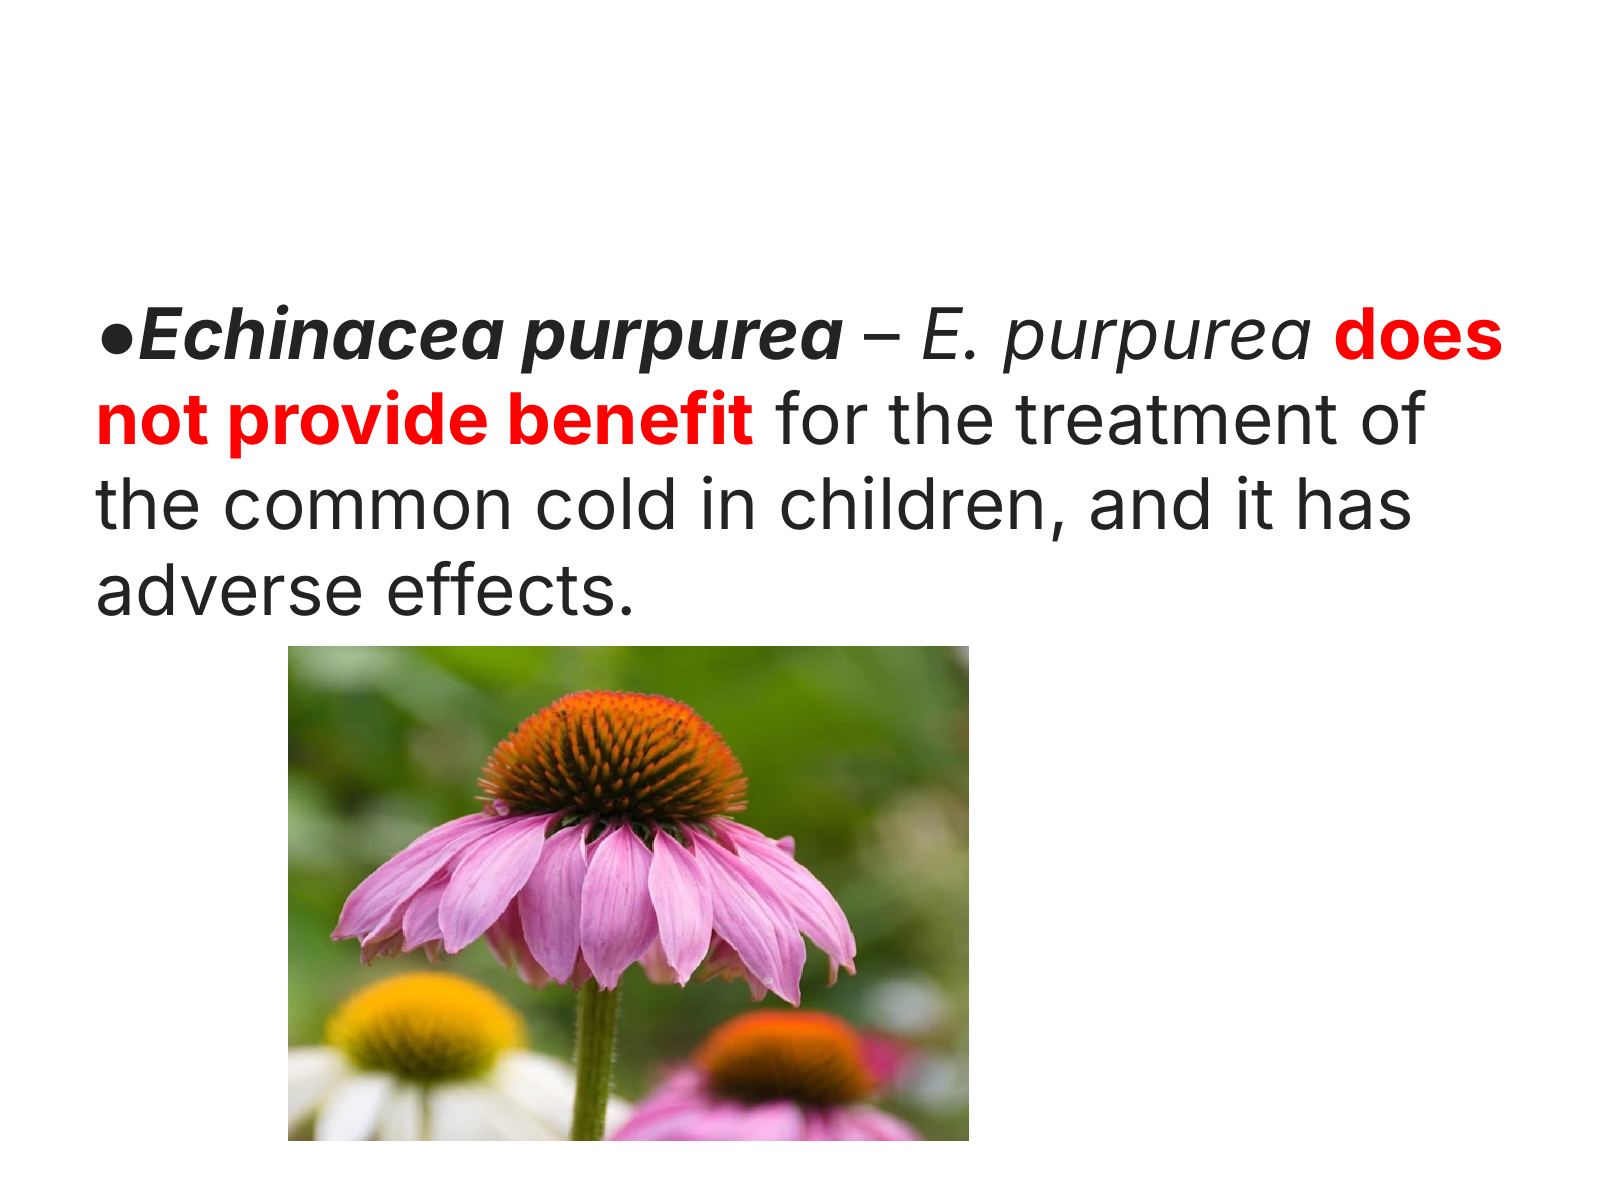 ●Echinacea purpurea – E. purpurea does
not provide benefit for the treatment of
the common cold in children, and it has
adverse effects.